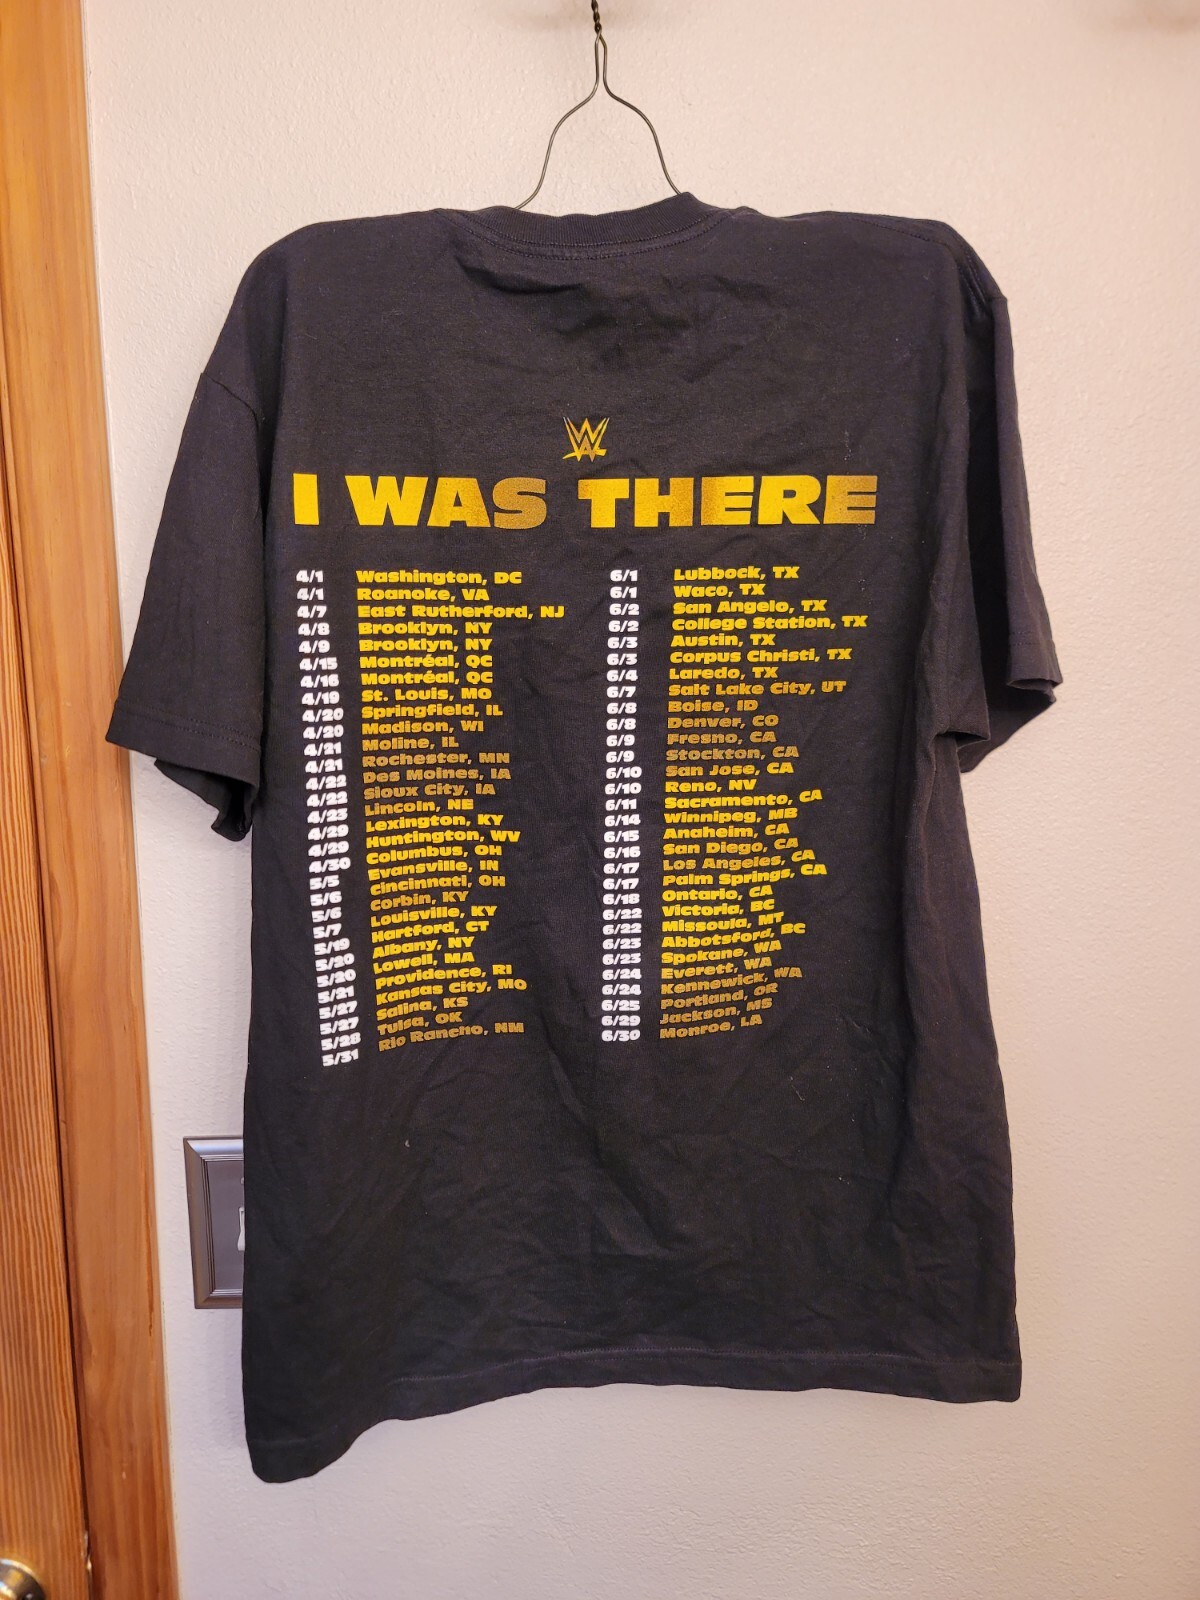 W
I WAS THERE
4/1 Washington, DC
4/1 Roanoke, VA
4/7 East Rutherford, NJ
4/8 Brooklyn, NY
4/9 Brooklyn, NY
4/15 Montréal, QC
4/16 Montréal, QC
4/19 St. Louis, MO
4/20 Springfield, IL
4/20 Madison, WI
4/21 Moline, IL
4/21 Rochester, MN
4/22 Des Moines, IA
4/22 Sioux City, IA
4/23 Lincoln, NE
4/29 Lexington, KY
4/29 Huntington, WV
4/30 Columbus, OH
5/5 Evansville, IN
5/6 Cincinnati, OH
5/6 Corbin, KY
5/7 Louisville, KY
5/19 Hartford, CT
5/20 Albany, NY
5/20 Lowell, MA
5/21 Providence, RI
5/27 Kansas City, MO
5/27 Salina, KS
5/28 Tulsa, OK
5/31 Rio Rancho, NM
6/1 Lubbock, TX
6/1 Waco, TX
6/2 San Angelo, TX
6/2 College Station, TX
6/3 Austin, TX
6/3 Corpus Christi, TX
6/4 Laredo, TX
6/7 Salt Lake City, UT
6/8 Boise, ID
6/8 Denver, CO
6/9 Fresno, CA
6/9 Stockton, CA
6/10 San Jose, CA
6/10 Reno, NV
6/11 Sacramento, CA
6/14 Winnipeg, MB
6/15 Anaheim, CA
6/16 San Diego, CA
6/17 Los Angeles, CA
6/17 Palm Springs, CA
6/18 Ontario, CA
6/22 Victoria, BC
6/22 Missoula, MT
6/23 Abbotsford, BC
6/23 Spokane, WA
6/24 Everett, WA
6/24 Kennewick, WA
6/25 Portland, OR
6/29 Jackson, MS
6/30 Monroe, LA